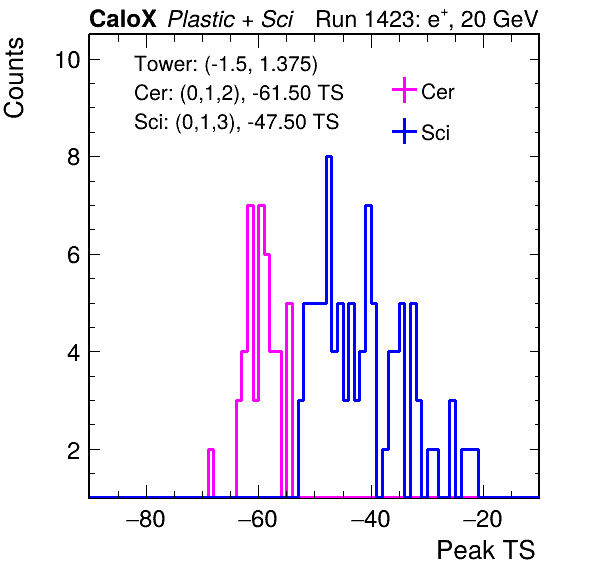 CaloX Plastic + Sci Run 1423: e+, 20 GeV
Tower: (-1.5, 1.375)
Cer: (0,1,2), -61.50 TS
Sci: (0,1,3), -47.50 TS
Cer
Sci
Counts
10
8
6
4
2
−80 −60 −40 −20
Peak TS